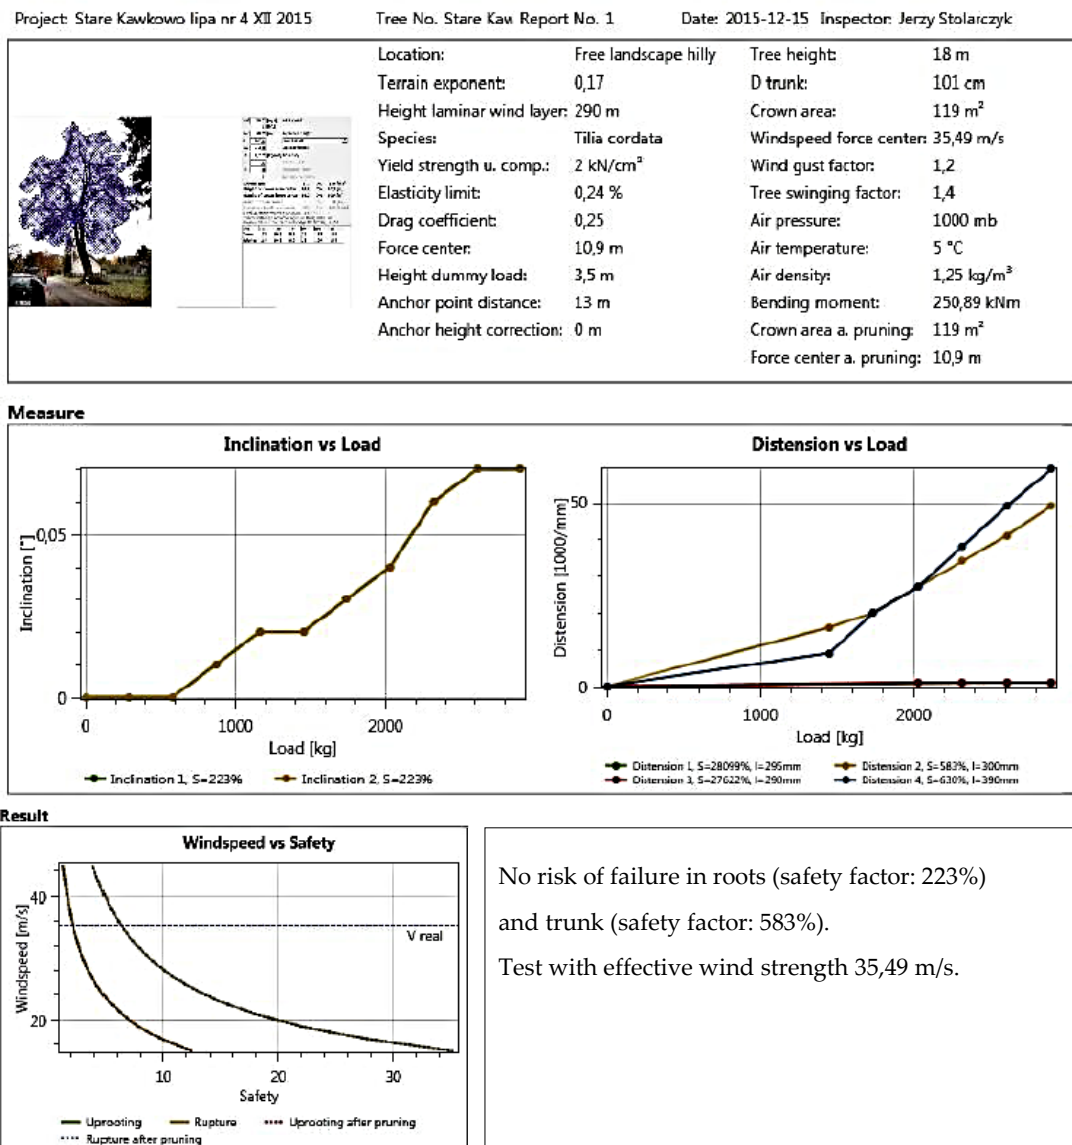 Project: Stare Kawkowo lipa nr 4 XII 2015 Tree No. Stare Kaw Report No. 1 Date: 2015-12-15 Inspector: Jerzy Stolarczyk
Location: Free landscape hilly Tree height: 18 m
Terrain exponent: 0,17 D trunk: 101 cm
Height laminar wind layer: 290 m Crown area: 119 m²
Species: Tilia cordata Windspeed force center: 35,49 m/s
Yield strength u. comp.: 2 kN/cm² Wind gust factor: 1,2
Elasticity limit: 0,24 % Tree swinging factor: 1,4
Drag coefficient: 0,25 Air pressure: 1000 mb
Force center: 10,9 m Air temperature: 5 °C
Height dummy load: 3,5 m Air density: 1,25 kg/m³
Anchor point distance: 13 m Bending moment: 250,89 kNm
Anchor height correction: 0 m Crown area a. pruning: 119 m²
Force center a. pruning: 10,9 m
Measure
Inclination vs Load
Inclination [°]
0,05
0
0 1000 2000
Load [kg]
Inclination 1, S=223% Inclination 2, S=223%
Distension vs Load
Distension [1000/mm]
50
0
0 1000 2000
Load [kg]
Distension 1, S=28099%, l=295mm Distension 2, S=583%, l=300mm
Distension 3, S=27622%, l=290mm Distension 4, S=630%, l=390mm
Result
Windspeed vs Safety
Windspeed [m/s]
40
V real
20
10 20 30
Safety
Uprooting Rupture Uprooting after pruning
Rupture after pruning
No risk of failure in roots (safety factor: 223%)
and trunk (safety factor: 583%).
Test with effective wind strength 35,49 m/s.